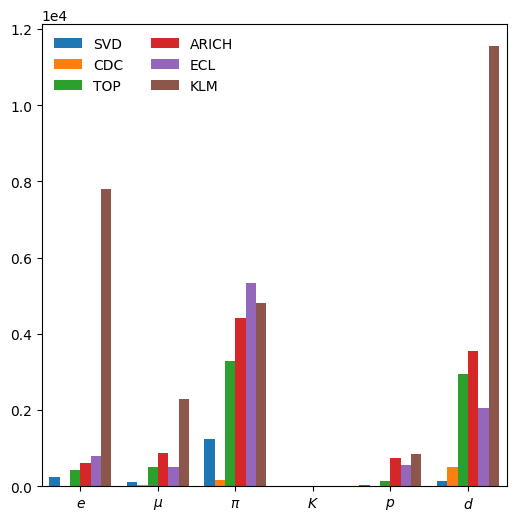 1e4
SVD
CDC
TOP
ARICH
ECL
KLM
1.2
1.0
0.8
0.6
0.4
0.2
0.0
e μ π K p d